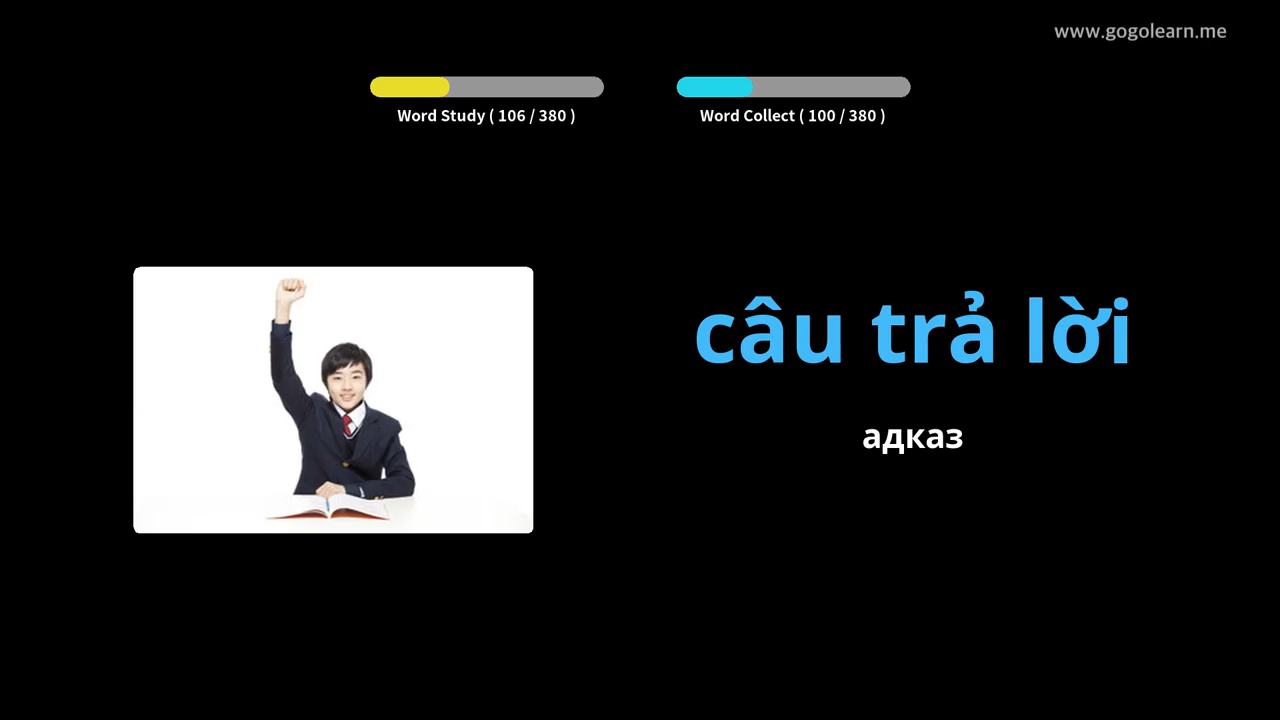 www.gogolearn.me
Word Study ( 106 / 380 )
Word Collect ( 100 / 380 )
câu trả lời
адказ